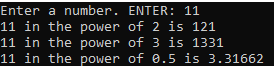 Enter a number. ENTER: 11
11 in the power of 2 is 121
11 in the power of 3 is 1331
11 in the power of 0.5 is 3.31662